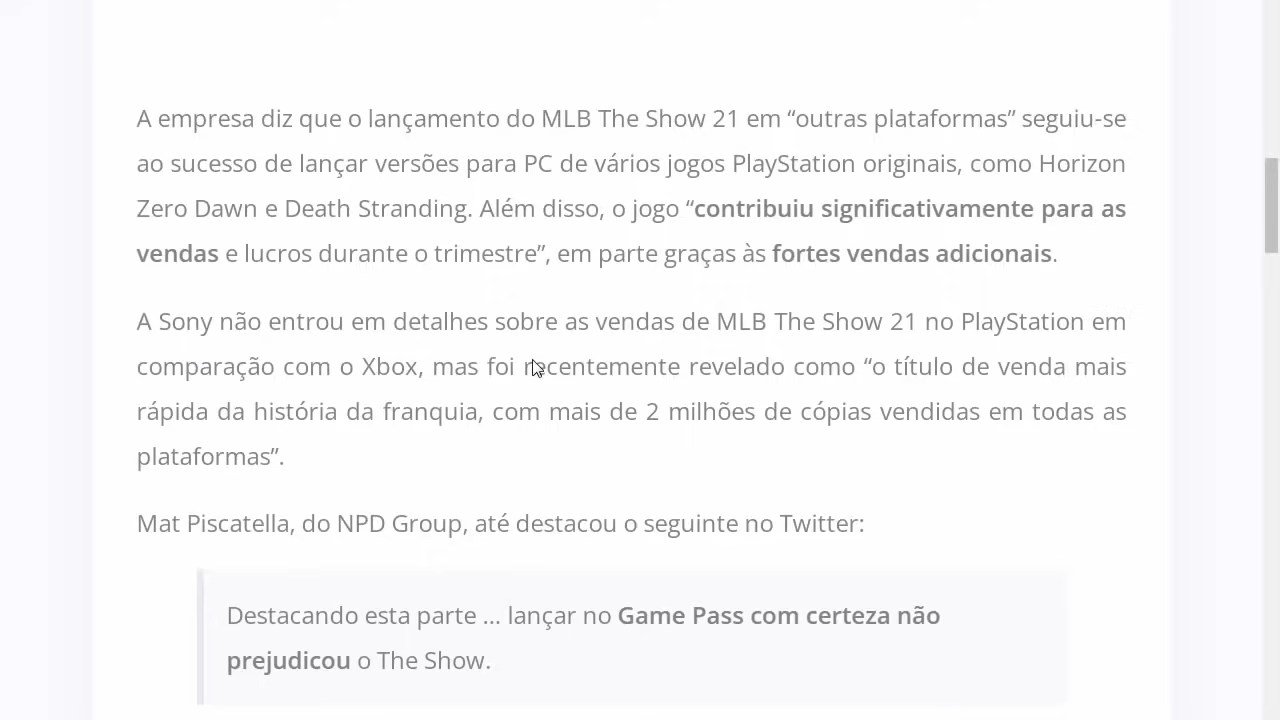 A empresa diz que o lançamento do MLB The Show 21 em “outras plataformas” seguiu-se
ao sucesso de lançar versões para PC de vários jogos PlayStation originais, como Horizon
Zero Dawn e Death Stranding. Além disso, o jogo “contribuiu significativamente para as
vendas e lucros durante o trimestre”, em parte graças às fortes vendas adicionais.
A Sony não entrou em detalhes sobre as vendas de MLB The Show 21 no PlayStation em
comparação com o Xbox, mas foi recentemente revelado como “o título de venda mais
rápida da história da franquia, com mais de 2 milhões de cópias vendidas em todas as
plataformas”.
Mat Piscatella, do NPD Group, até destacou o seguinte no Twitter:
Destacando esta parte ... lançar no Game Pass com certeza não
prejudicou o The Show.